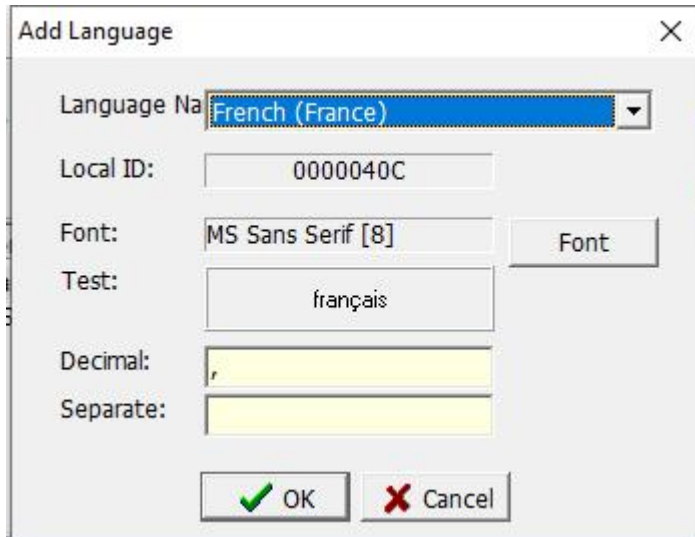 Add Language
Language Na French (France)
Local ID: 0000040C
Font: MS Sans Serif [8] Font
Test: français
Decimal: ,
Separate:
OK Cancel